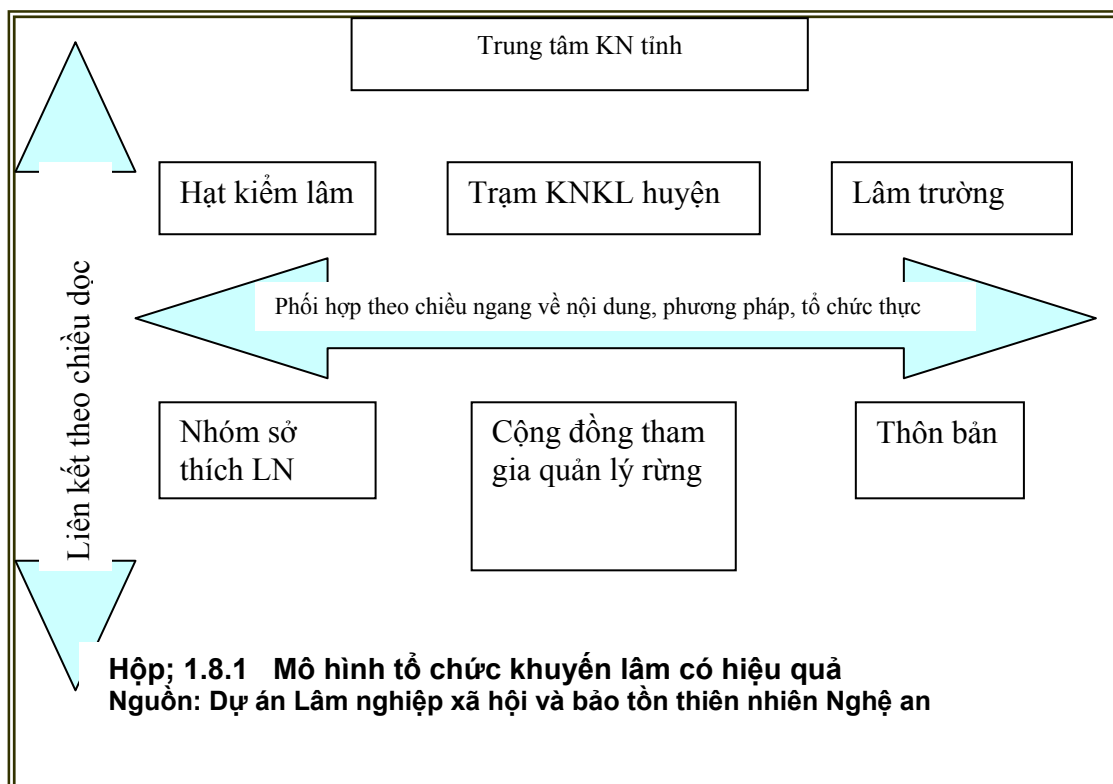 Trung tâm KN tỉnh
Hạt kiểm lâm
Trạm KNKL huyện
Lâm trường
Liên kết theo chiều dọc
Phối hợp theo chiều ngang về nội dung, phương pháp, tổ chức thực
Nhóm sở
thích LN
Cộng đồng tham
gia quản lý rừng
Thôn bản
Hộp; 1.8.1 Mô hình tổ chức khuyến lâm có hiệu quả
Nguồn: Dự án Lâm nghiệp xã hội và bảo tồn thiên nhiên Nghệ an